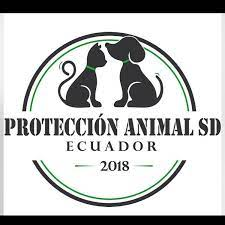 PROTECCIÓN ANIMAL SD
ECUADOR
2018